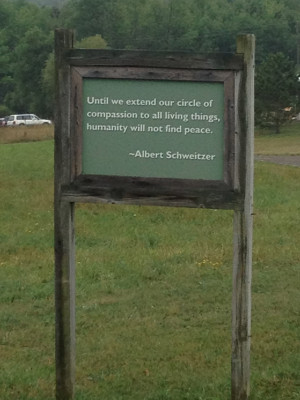 Until we extend our circle of
compassion to all living things,
humanity will not find peace.
~Albert Schweitzer